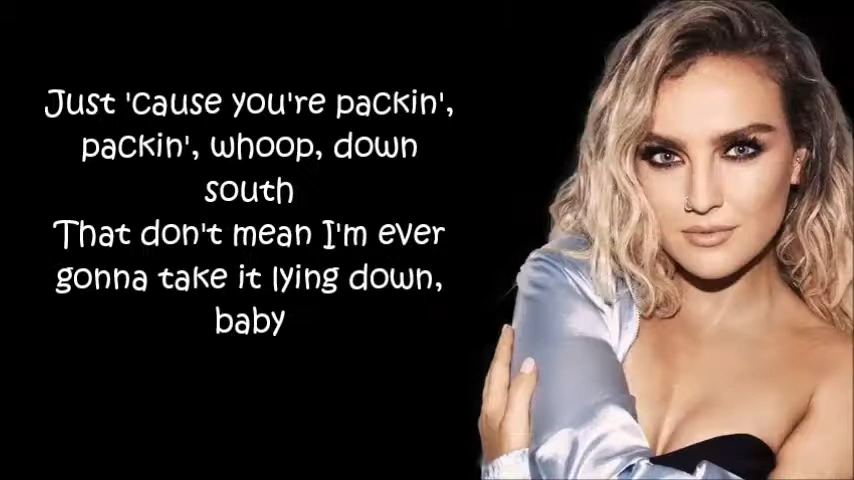 Just 'cause you're packin',
packin', whoop, down
south
That don't mean I'm ever
gonna take it lying down,
baby